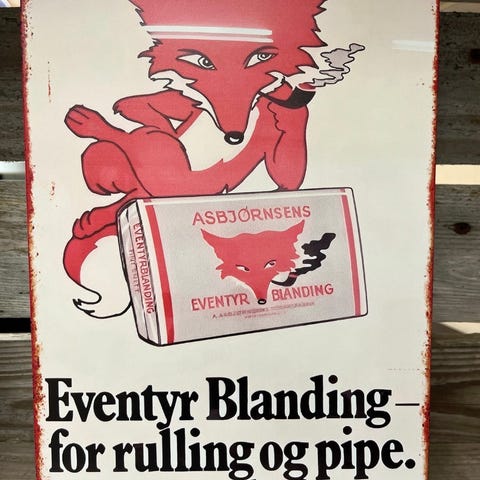 ASBJØRNSENS
EVENTYR BLANDING
EVENTYRBLANDING
Eventyr Blanding –
for rulling og pipe.